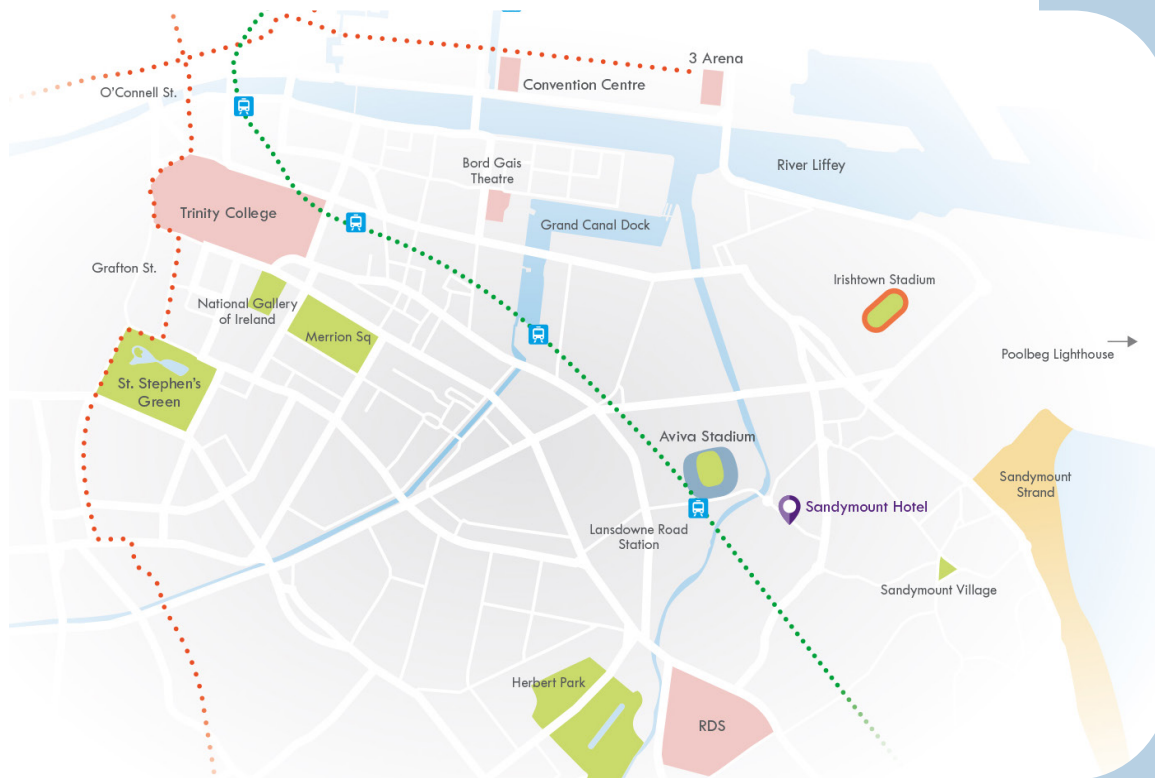 3 Arena
Convention Centre
O'Connell St.
River Liffey
Bord Gais
Theatre
Trinity College
Grand Canal Dock
Grafton St.
Irishtown Stadium
National Gallery
of Ireland
Merrion Sq
Poolbeg Lighthouse
St. Stephen's
Green
Aviva Stadium
Sandymount
Strand
Sandymount Hotel
Lansdowne Road
Station
Sandymount Village
Herbert Park
RDS